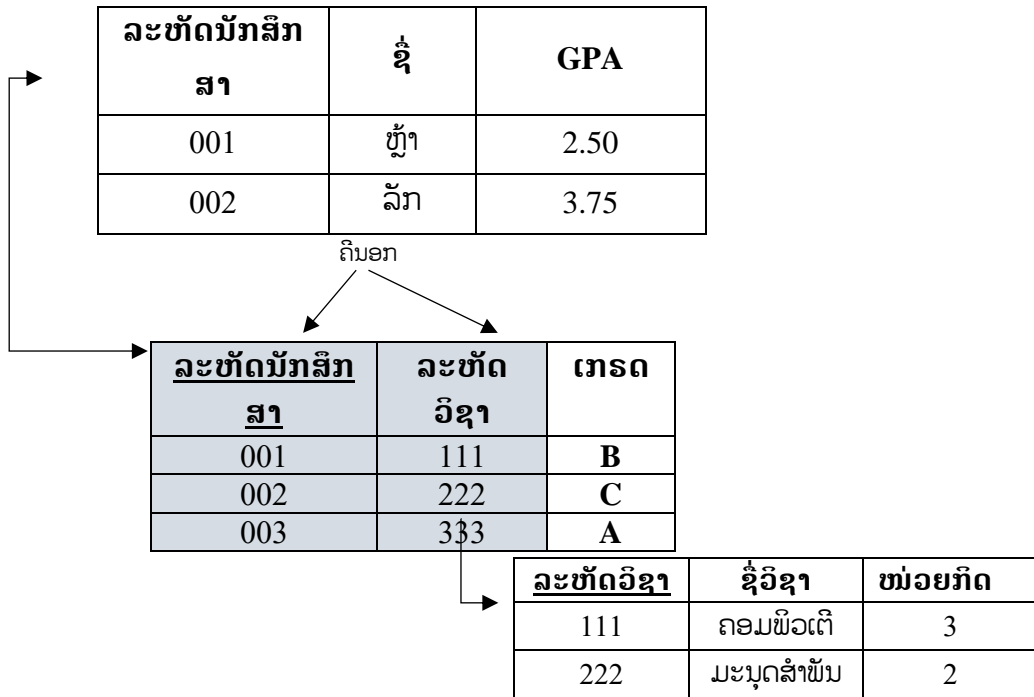 ລະຫັດນັກສຶກ ຊື່ GPA
ສາ
001 ຫຼ້າ 2.50
002 ລັກ 3.75
ຄີນອກ
ລະຫັດນັກສຶກ ລະຫັດ ເກຣດ
ສາ ວິຊາ
001 111 B
002 222 C
003 333 A
ລະຫັດວິຊາ ຊື່ວິຊາ ໜ່ວຍກິດ
111 ຄອມພິວເຕີ 3
222 ມະນຸດສຳພັນ 2